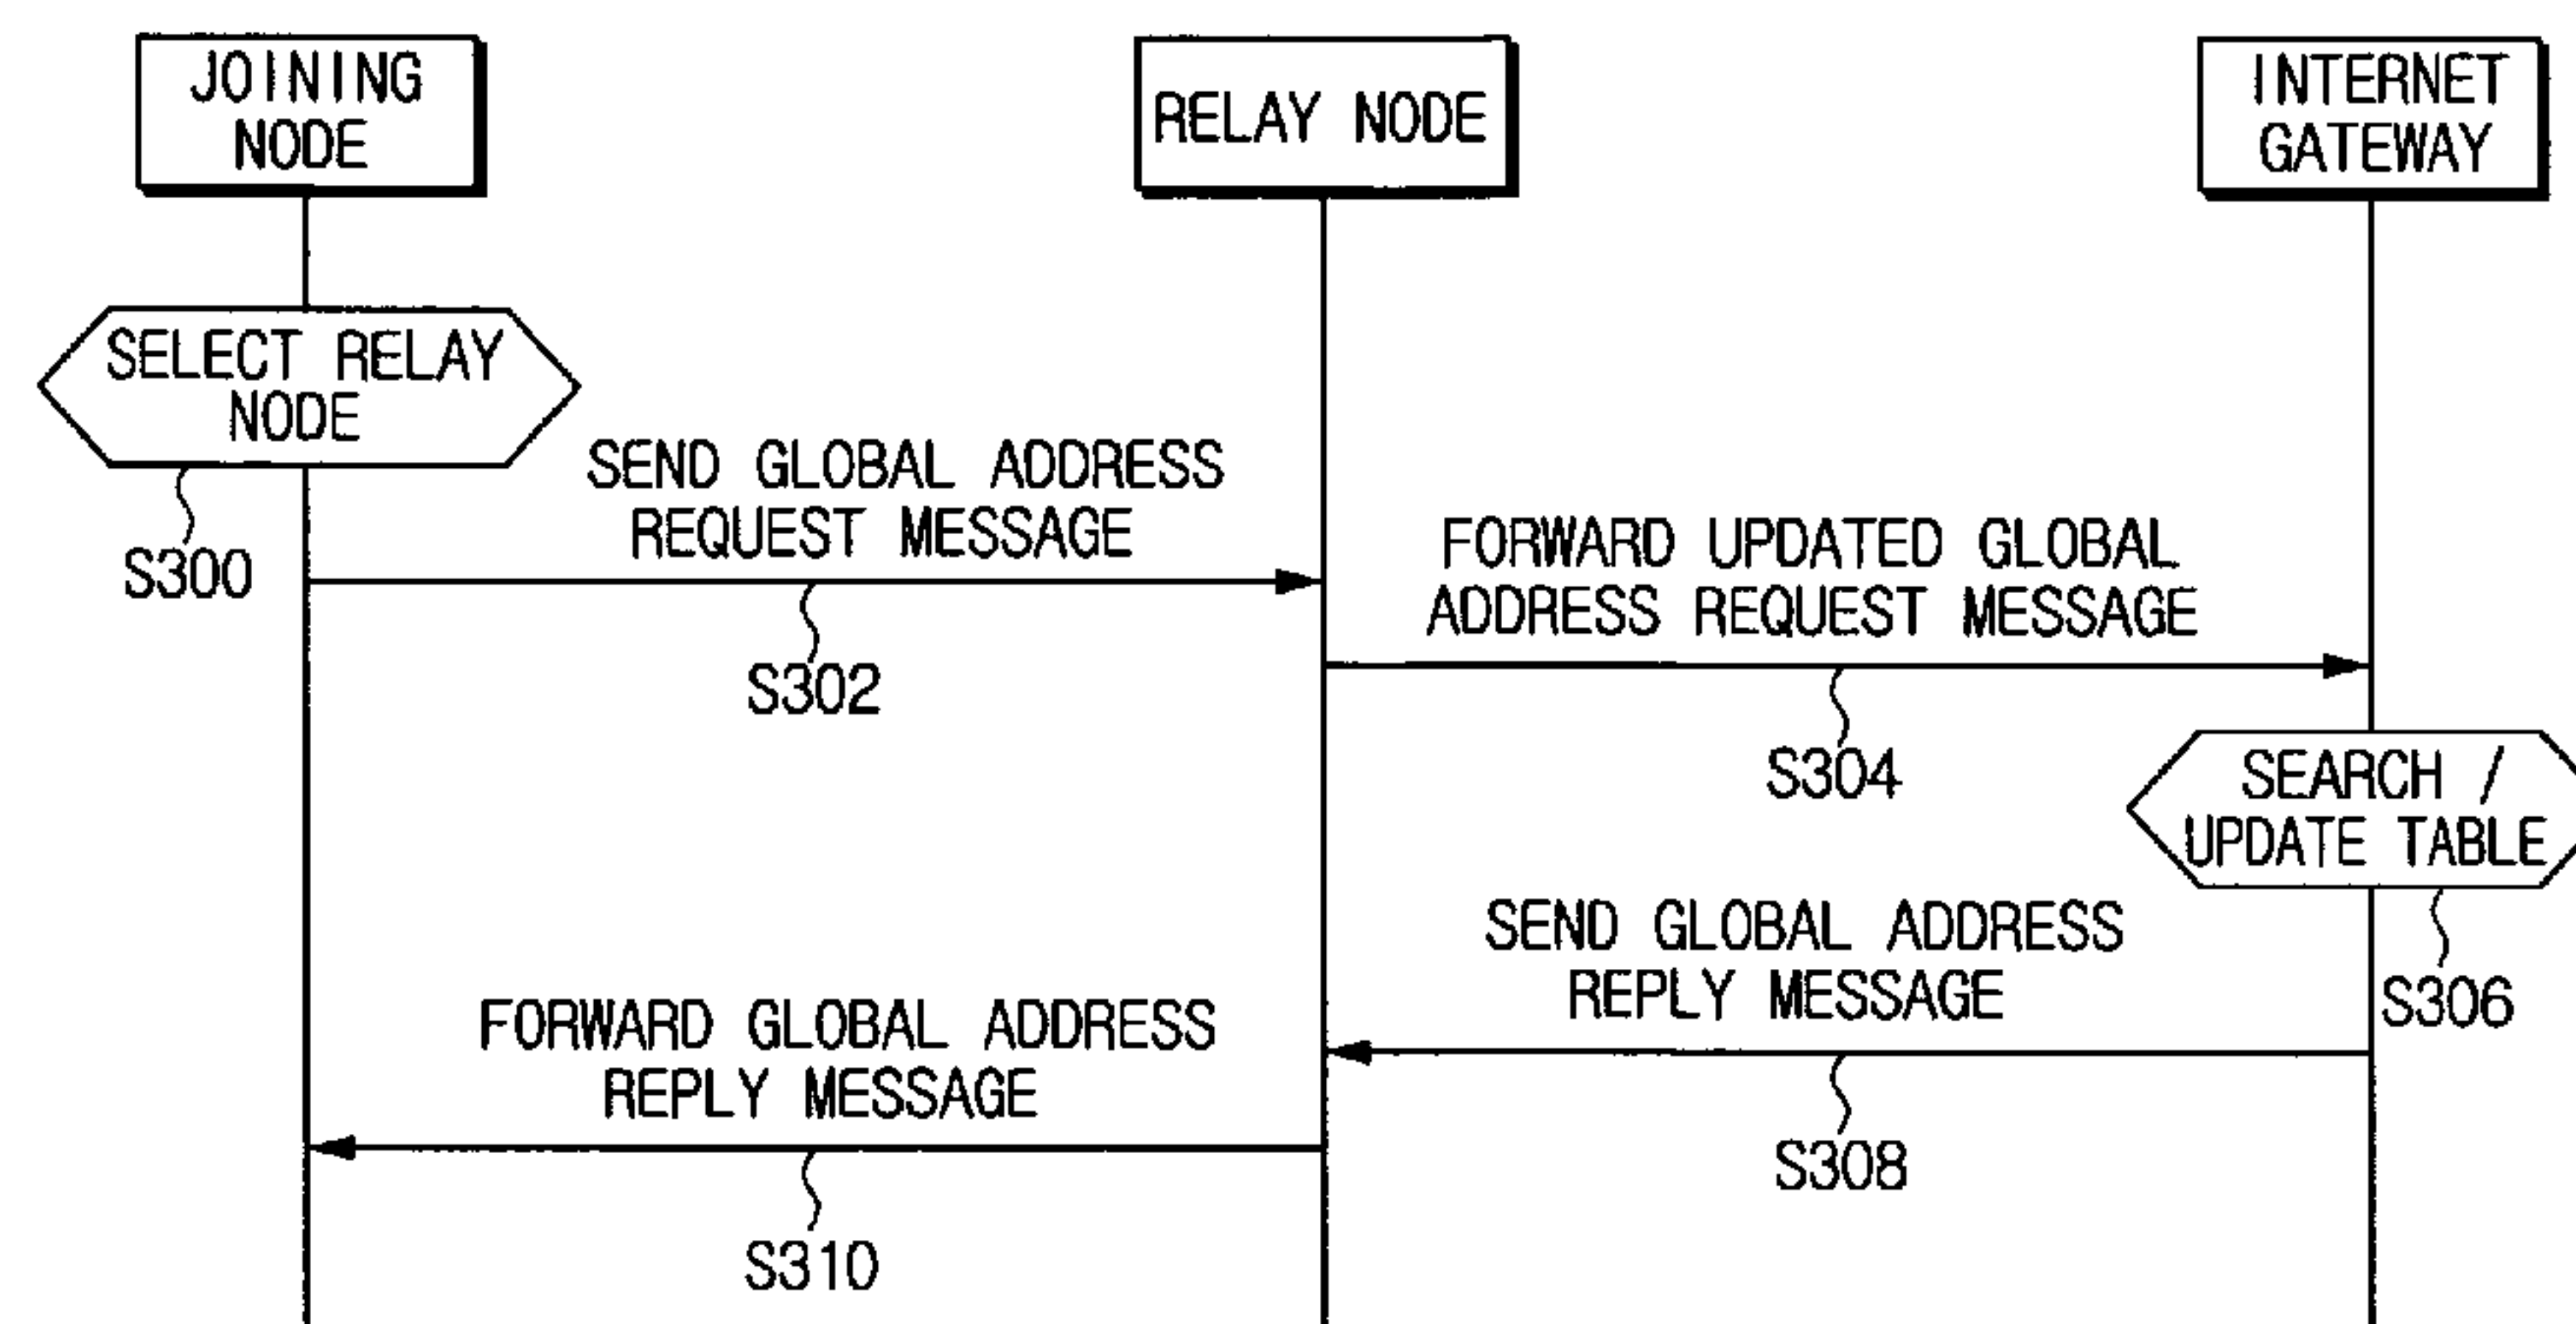 JOINING
NODE
RELAY NODE
INTERNET
GATEWAY
SELECT RELAY
NODE
S300
SEND GLOBAL ADDRESS
REQUEST MESSAGE
S302
FORWARD UPDATED GLOBAL
ADDRESS REQUEST MESSAGE
S304
SEARCH /
UPDATE TABLE
S306
SEND GLOBAL ADDRESS
REPLY MESSAGE
S308
FORWARD GLOBAL ADDRESS
REPLY MESSAGE
S310